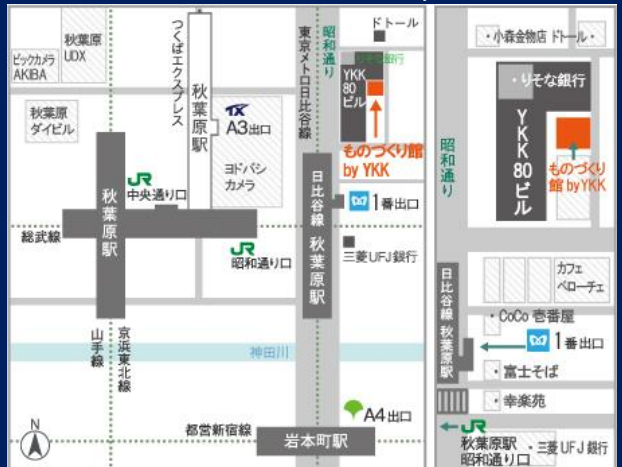 ドトール
秋葉原
UDX
ビックカメラ
AKIBA
つくばエクスプレス
秋葉原駅
東京メトロ日比谷線
昭和通り
りそな銀行
YKK
80
ビル
秋葉原
ダイビル
TX
A3出口
ヨドバシ
カメラ
ものづくり館
by YKK
JR
中央通り口
秋葉原駅
日比谷線 秋葉原駅
1番出口
総武線
JR
昭和通り口
三菱UFJ銀行
山手線
京浜東北線
神田川
A4出口
都営新宿線
岩本町駅
N
・小森金物店 ドトール・
・りそな銀行
YKK80ビル
昭和通り
ものづくり
館 byYKK
日比谷線 秋葉原駅
カフェ
ベローチェ
・CoCo 壱番屋
1番出口
・富士そば
・幸楽苑
JR
秋葉原駅
昭和通り口
・三菱UFJ銀行